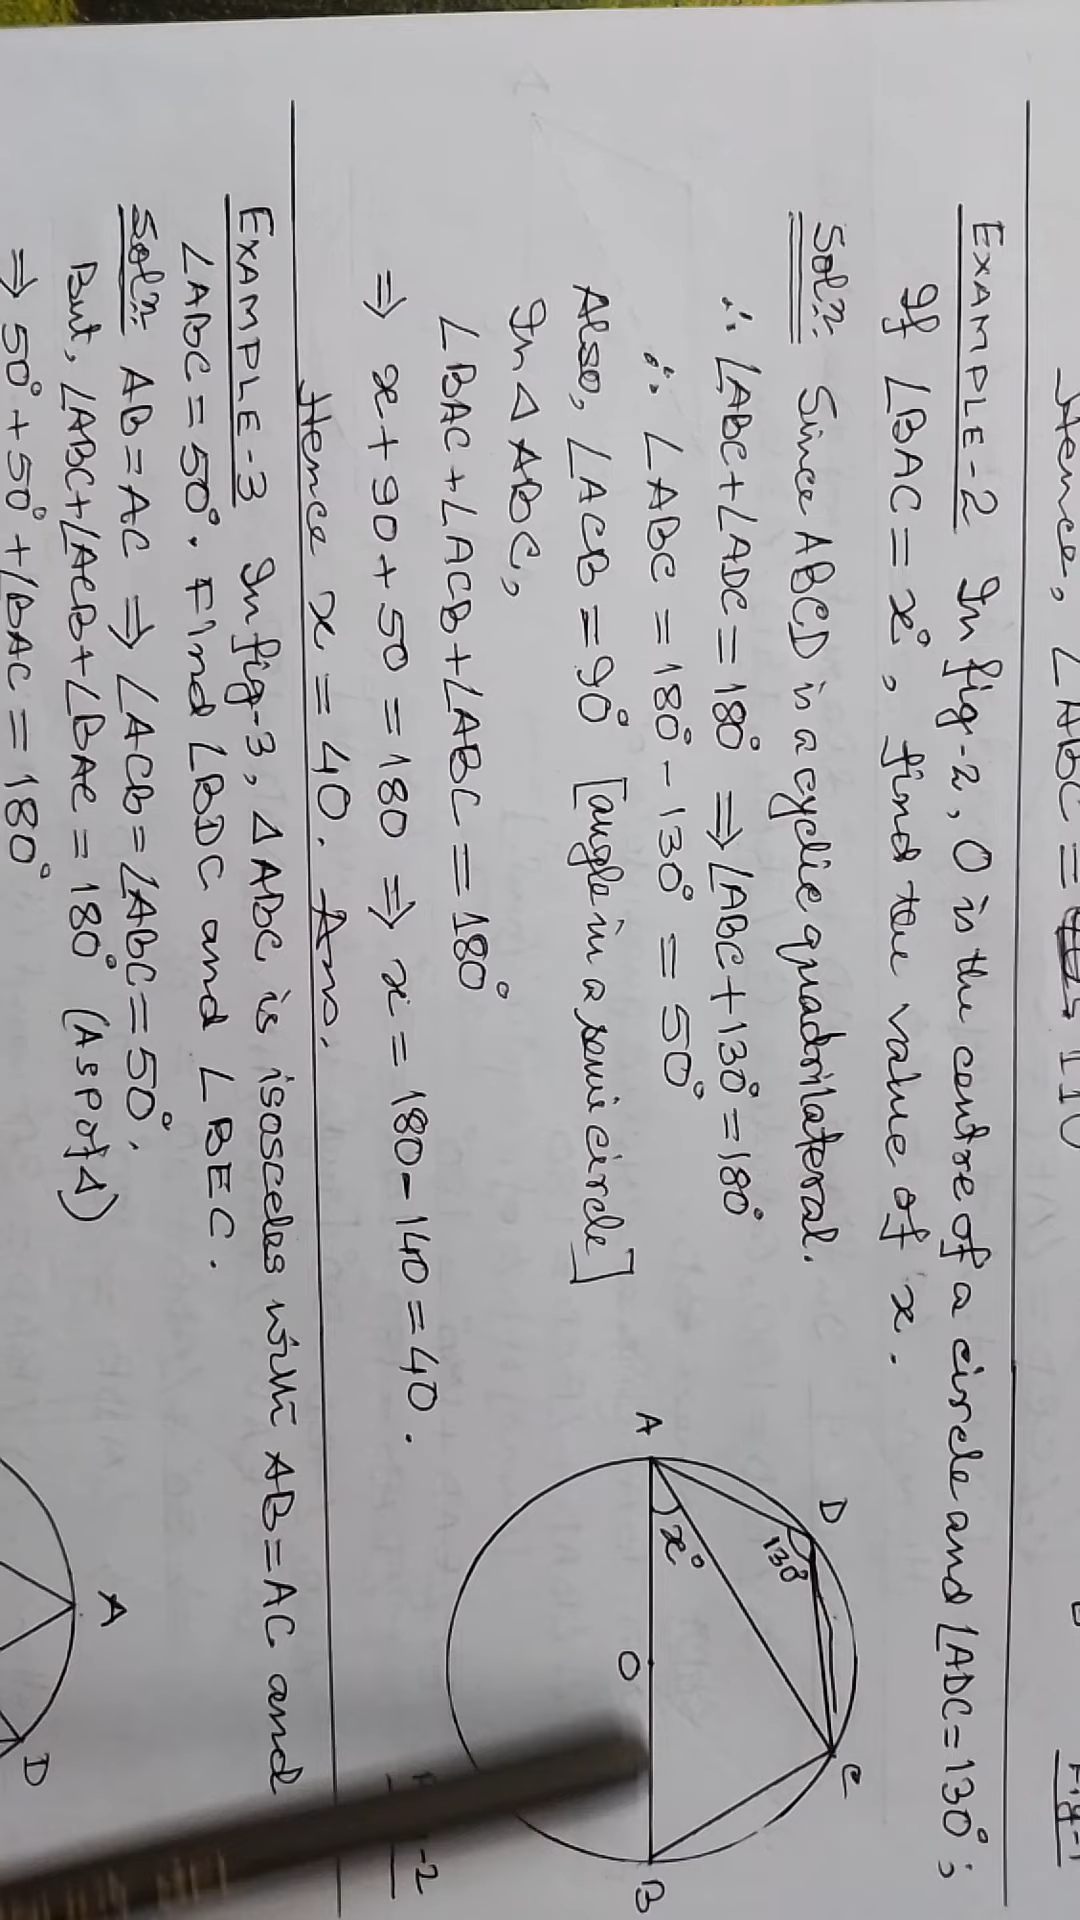 Hence, ∠ABC = 110
Fig-1
EXAMPLE-2 In fig-2, O is the centre of a circle and ∠ADC=130°;
If ∠BAC = x°, find the value of x.
Solⁿ: Since ABCD is a cyclic quadrilateral.
∴ ∠ABC+∠ADC=180° ⇒ ∠ABC+130°=180°
∴ ∠ABC = 180°-130° = 50°
Also, ∠ACB = 90° [angle in a semi circle]
In △ ABC,
∠BAC+∠ACB+∠ABC = 180°
⇒ x+90+50=180 ⇒ x = 180-140=40.
Hence x = 40. Ans.
A
D
130°
x°
C
O
B
-2
EXAMPLE-3 In fig-3, △ABC is isosceles with AB=AC and
∠ABC=50°. Find ∠BDC and ∠BEC.
Solⁿ: AB=AC ⇒ ∠ACB=∠ABC=50°.
But, ∠ABC+∠ACB+∠BAC = 180° (ASP of △)
⇒ 50°+50°+∠BAC = 180°
A
D